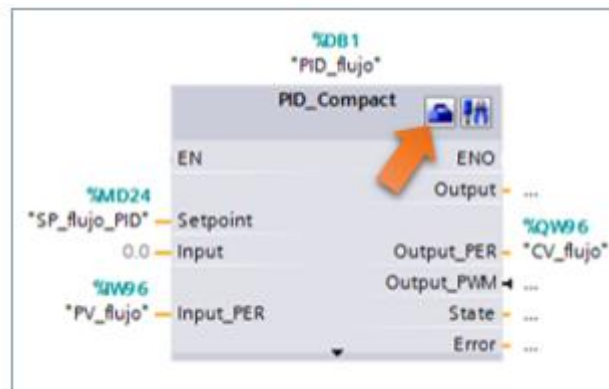 %DB1
"PID_flujo"
PID_Compact
EN
ENO
Output
...
%MD24
"SP_flujo_PID"
Setpoint
0.0
Input
%QW96
Output_PER
"CV_flujo"
Output_PWM
...
%IW96
"PV_flujo"
Input_PER
State
...
Error
...